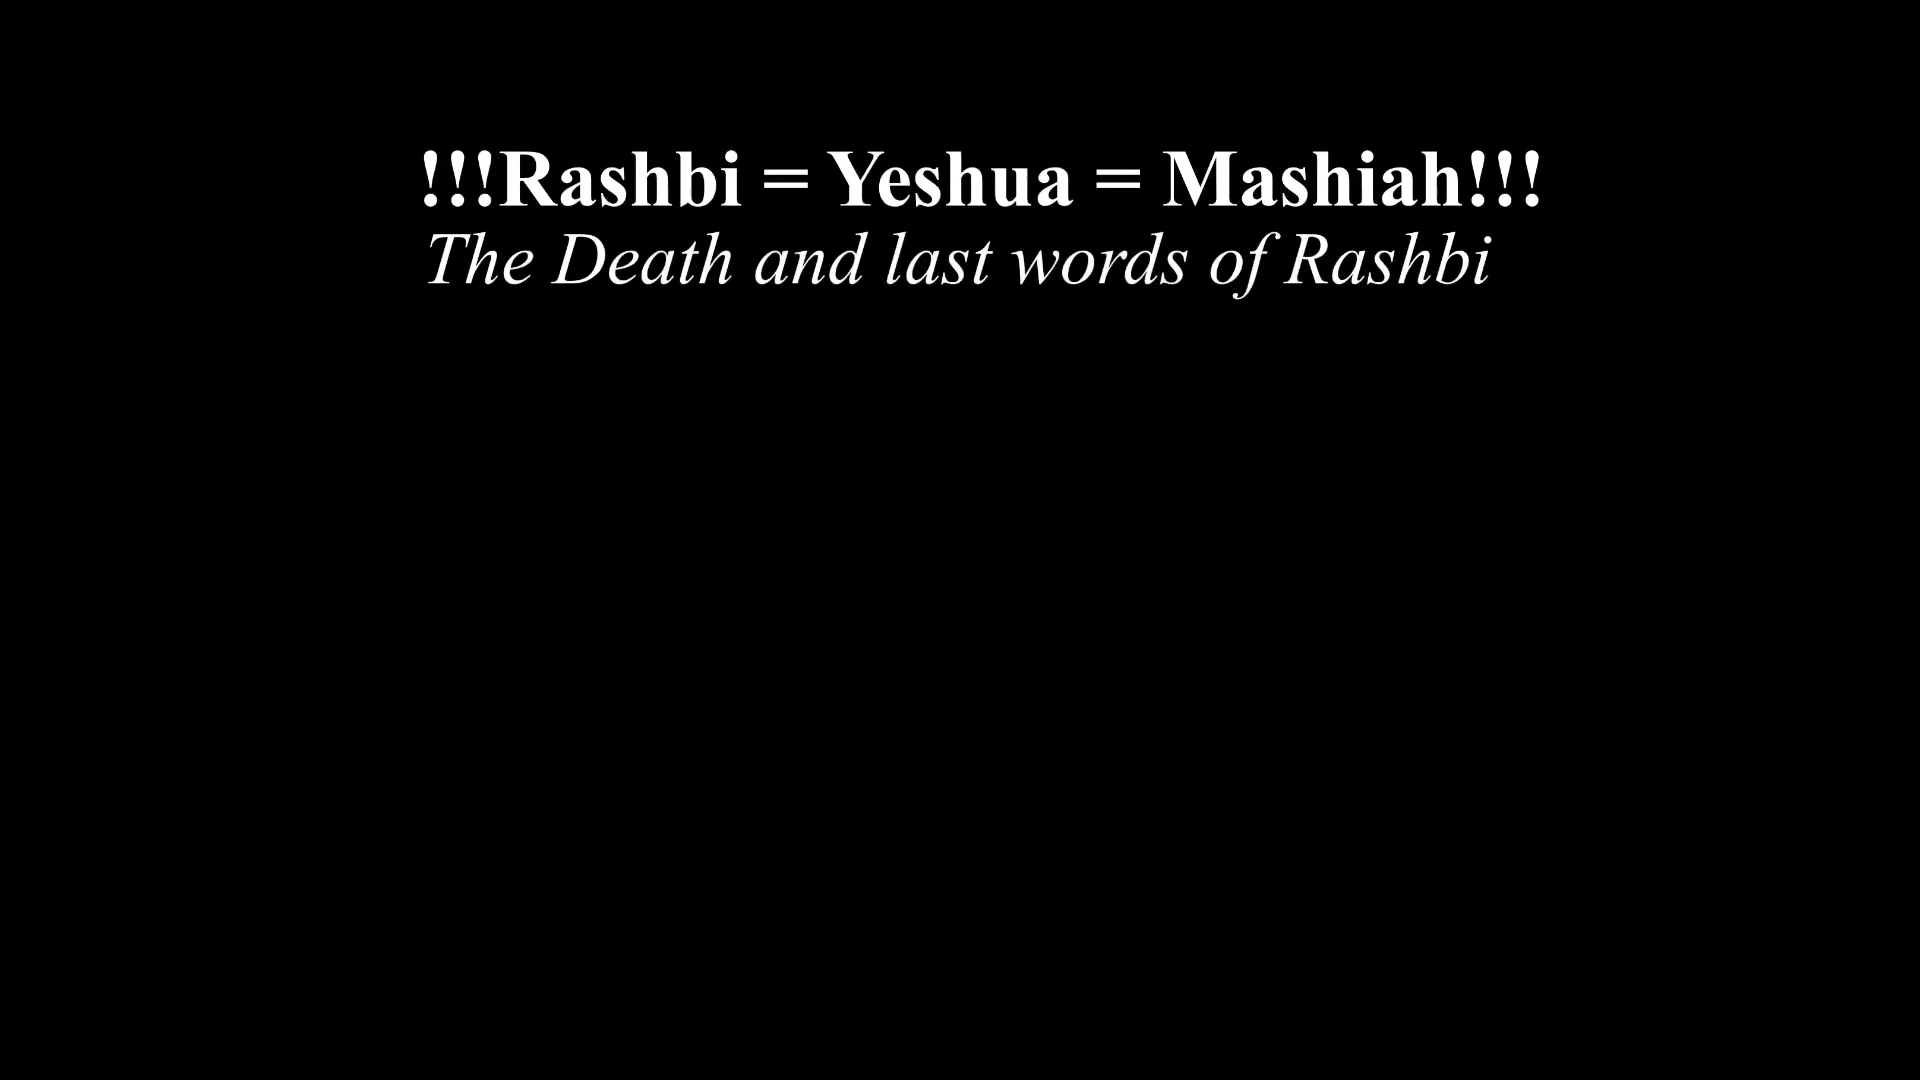 !!!Rashbi = Yeshua = Mashiah!!!
The Death and last words of Rashbi